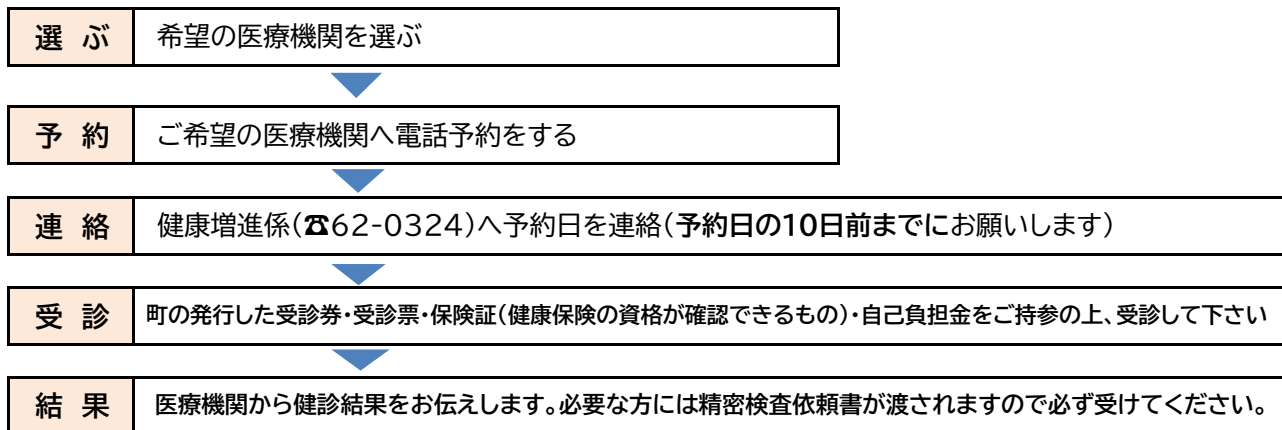 選 ぶ 希望の医療機関を選ぶ
予 約 ご希望の医療機関へ電話予約をする
連 絡 健康増進係(☎62-0324)へ予約日を連絡(予約日の10日前までにお願いします)
受 診 町の発行した受診券・受診票・保険証(健康保険の資格が確認できるもの)・自己負担金をご持参の上、受診して下さい
結 果 医療機関から健診結果をお伝えします。必要な方には精密検査依頼書が渡されますので必ず受けてください。